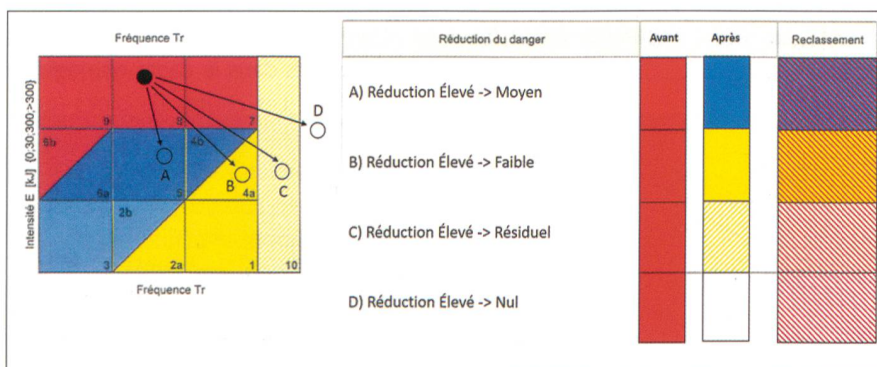 Fréquence Tr
Intensité E [kJ] {0,30,300,>300}
9
8
7
6b
4b
6a
5
4a
2b
3
2a
1
10
A
B
C
D
Fréquence Tr
Réduction du danger
Avant
Après
Reclassement
A) Réduction Élevé -> Moyen
B) Réduction Élevé -> Faible
C) Réduction Élevé -> Résiduel
D) Réduction Élevé -> Nul